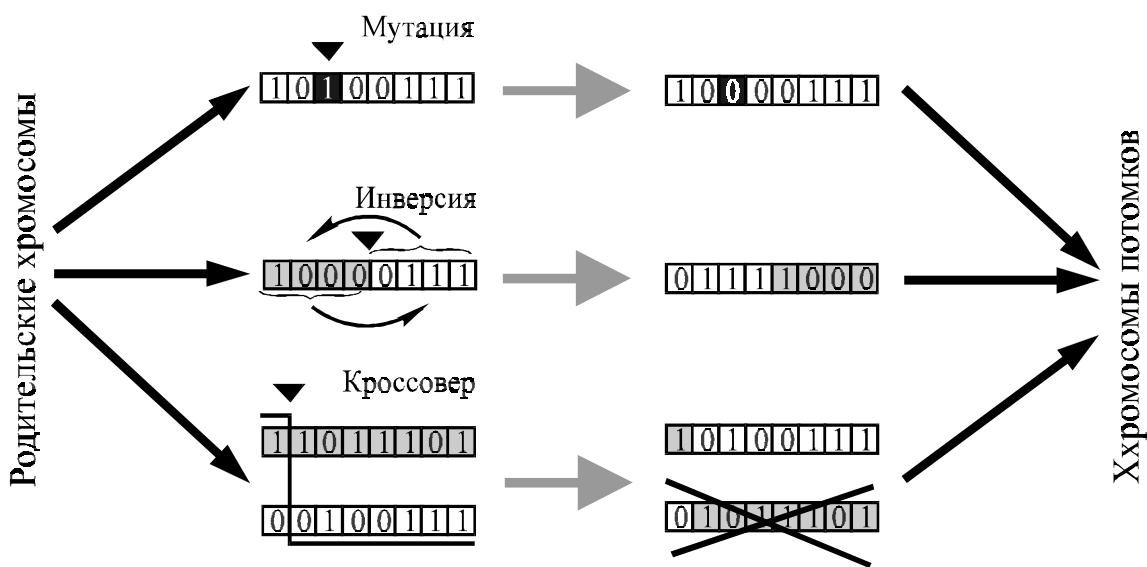 Родительские хромосомы
Мутация
1 0 1 0 0 1 1 1
1 0 0 0 0 1 1 1
Инверсия
1 0 0 0 0 1 1 1
0 1 1 1 1 0 0 0
Кроссовер
1 1 0 1 1 1 0 1
0 0 1 0 0 1 1 1
1 0 1 0 0 1 1 1
0 1 0 1 1 1 0 1
Ххромосомы потомков